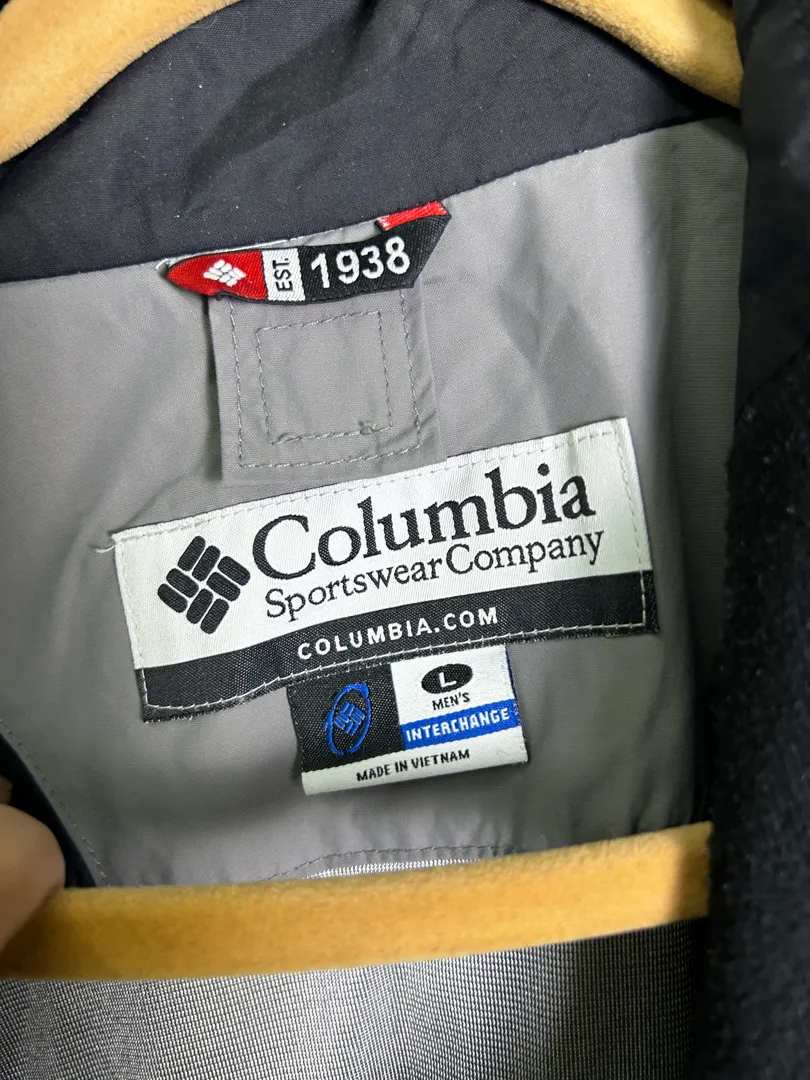 EST. 1938
Columbia
Sportswear Company
COLUMBIA.COM
L
MEN'S
INTERCHANGE
MADE IN VIETNAM